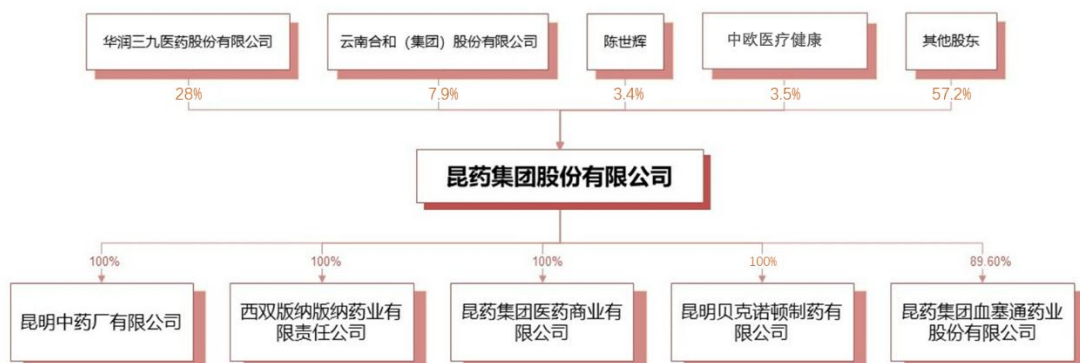 华润三九医药股份有限公司
云南合和（集团）股份有限公司
陈世辉
中欧医疗健康
其他股东
28%
7.9%
3.4%
3.5%
57.2%
昆药集团股份有限公司
100%
100%
100%
100%
89.60%
昆明中药厂有限公司
西双版纳版纳药业有
限责任公司
昆药集团医药商业有
限公司
昆明贝克诺顿制药有
限公司
昆药集团血塞通药业
股份有限公司